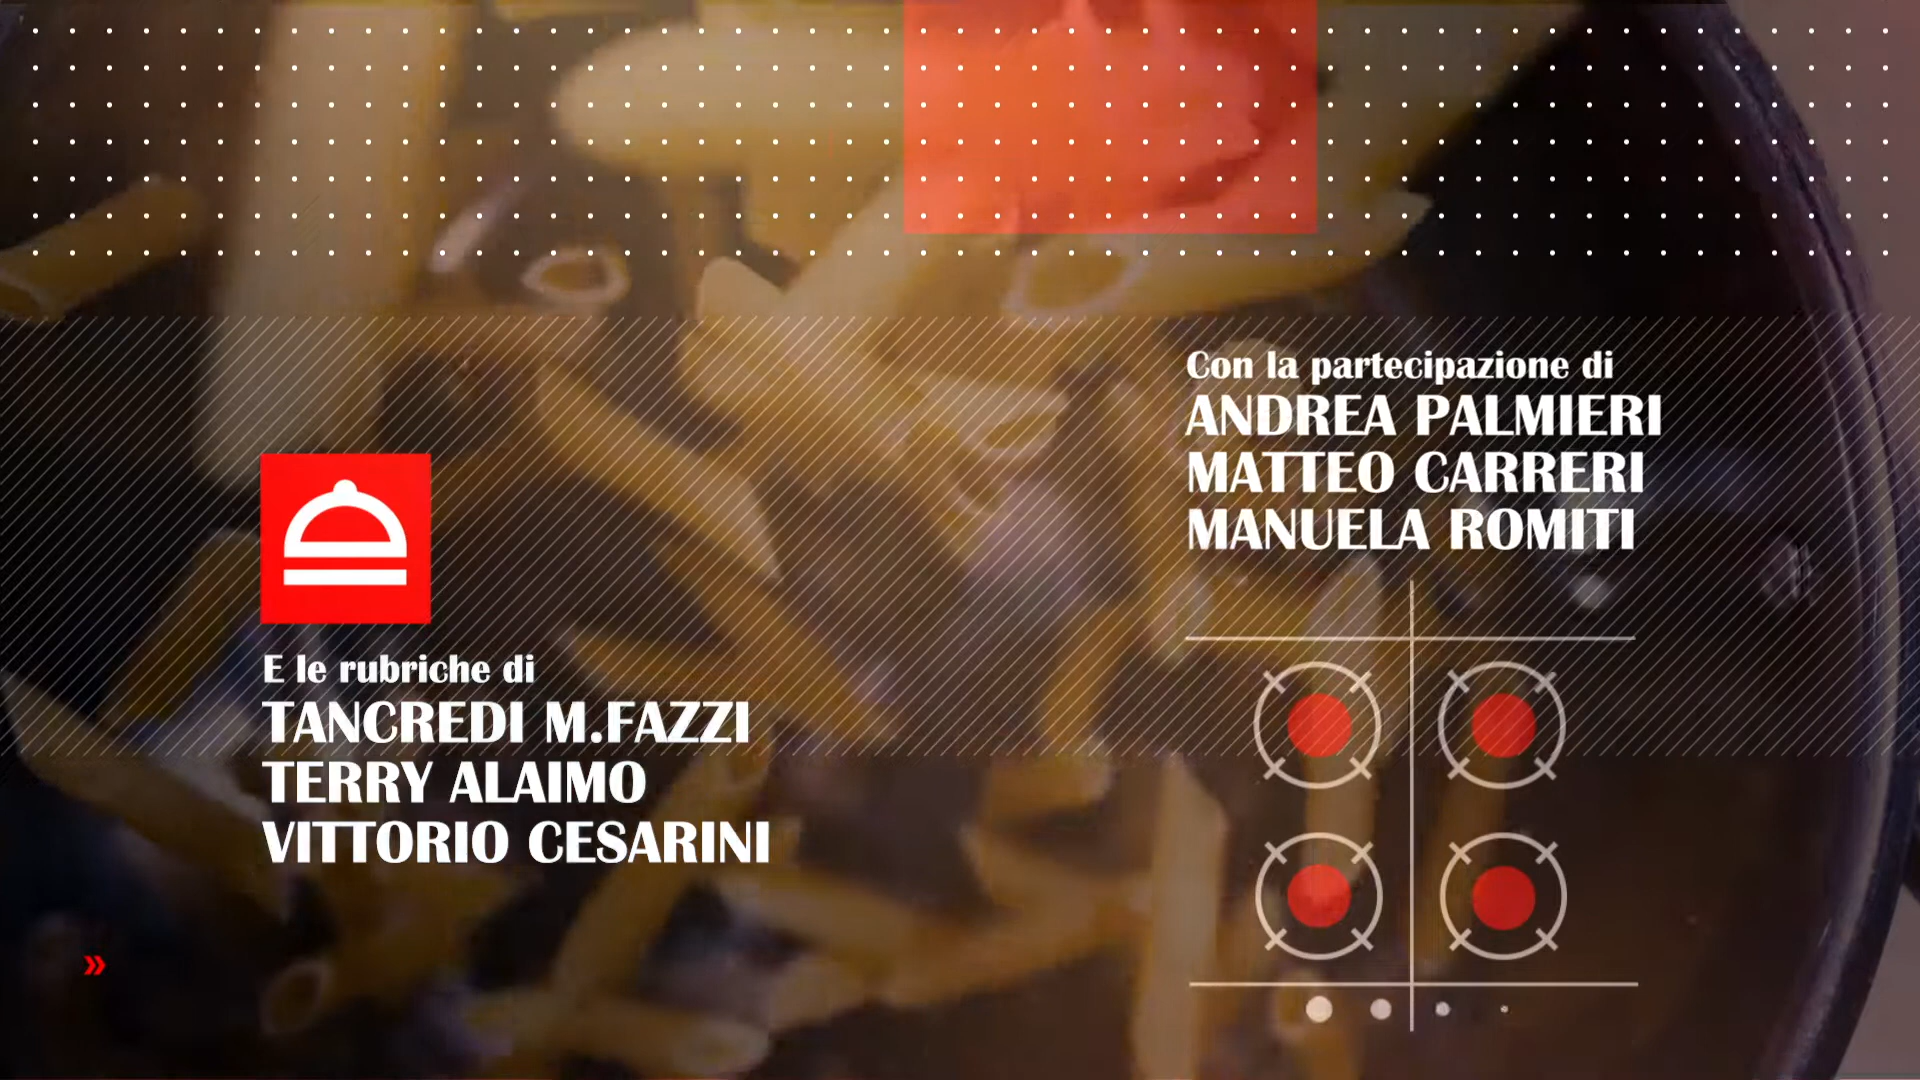 Con la partecipazione di
ANDREA PALMIERI
MATTEO CARRERI
MANUELA ROMITI
E le rubriche di
TANCREDI M.FAZZI
TERRY ALAIMO
VITTORIO CESARINI
»